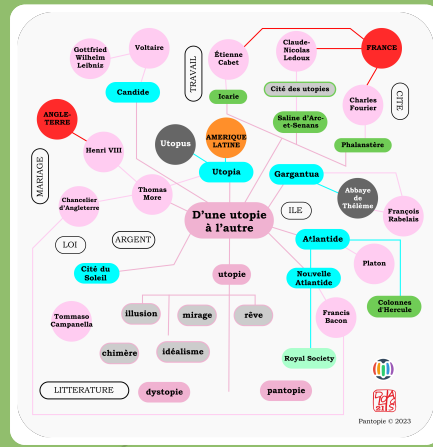 Gottfried
Wilhelm
Leibniz
Voltaire
TRAVAIL
Étienne
Cabet
Claude-
Nicolas
Ledoux
FRANCE
Candide
Icarie
Cité des utopies
CITE
Charles
Fourier
Saline d'Arc-
et-Senans
Phalanstère
ANGLE-
TERRE
Utopus
AMERIQUE
LATINE
Henri VIII
MARIAGE
Utopia
Gargantua
Thomas
More
Abbaye
de
Thélème
Chancelier
d'Angleterre
François
Rabelais
D'une utopie
à l'autre
ILE
LOI
ARGENT
Atlantide
Platon
Cité du
Soleil
utopie
Nouvelle
Atlantide
Colonnes
d'Hercule
Tommaso
Campanella
illusion
mirage
rêve
Francis
Bacon
chimère
idéalisme
Royal Society
LITTERATURE
dystopie
pantopie
Pantopie © 2023